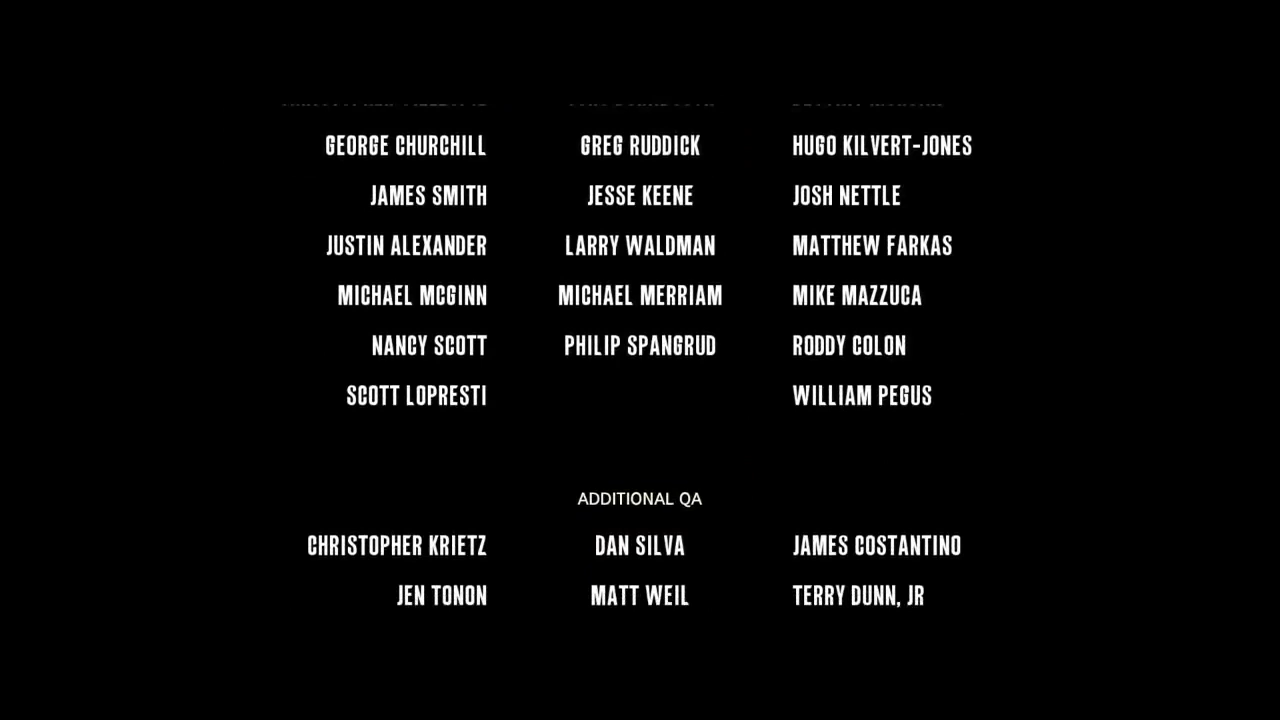 GEORGE CHURCHILL GREG RUDDICK HUGO KILVERT-JONES
JAMES SMITH JESSE KEENE JOSH NETTLE
JUSTIN ALEXANDER LARRY WALDMAN MATTHEW FARKAS
MICHAEL MCGINN MICHAEL MERRIAM MIKE MAZZUCA
NANCY SCOTT PHILIP SPANGRUD RODDY COLON
SCOTT LOPRESTI WILLIAM PEGUS
ADDITIONAL QA
CHRISTOPHER KRIETZ DAN SILVA JAMES COSTANTINO
JEN TONON MATT WEIL TERRY DUNN, JR